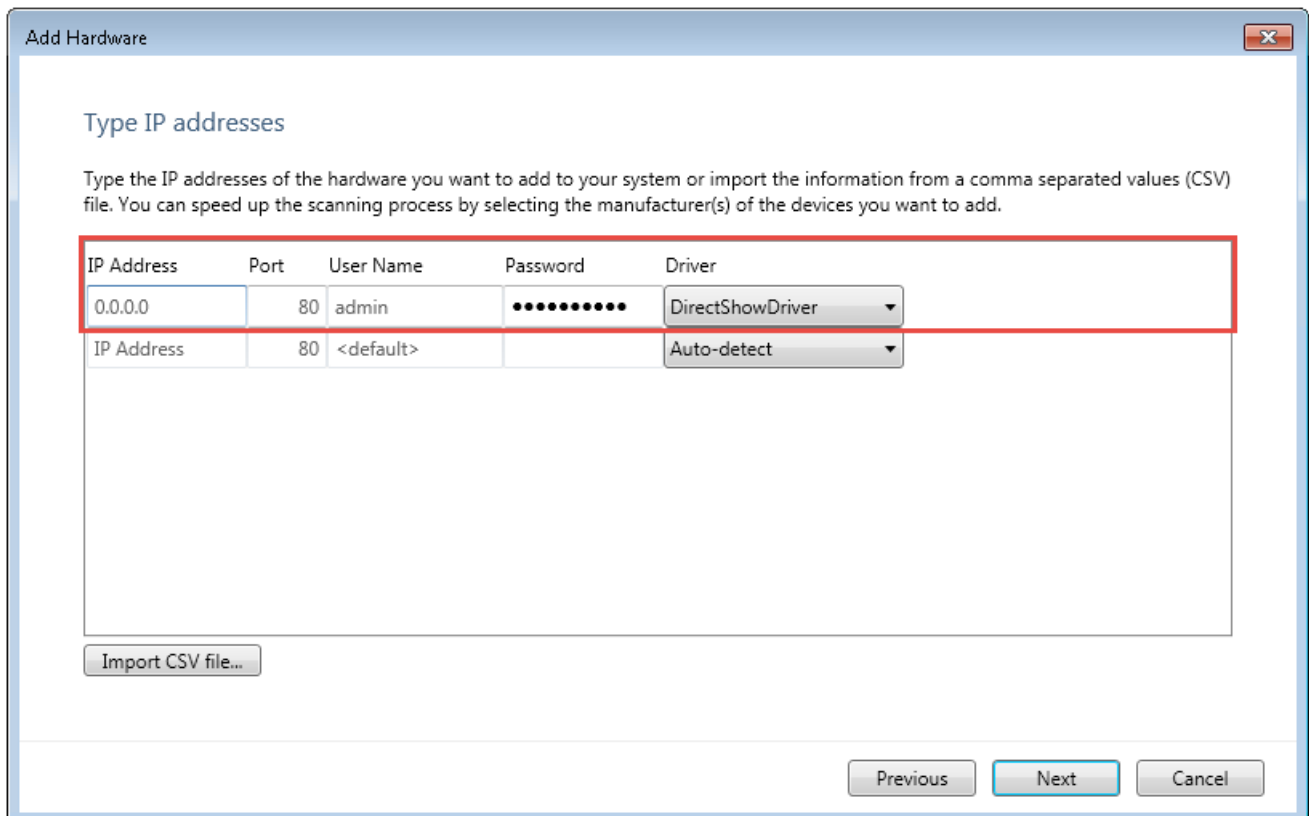 Add Hardware
Type IP addresses
Type the IP addresses of the hardware you want to add to your system or import the information from a comma separated values (CSV)
file. You can speed up the scanning process by selecting the manufacturer(s) of the devices you want to add.
IP Address Port User Name Password Driver
0.0.0.0 80 admin ●●●●●●●●●● DirectShowDriver
IP Address 80 <default> Auto-detect
Import CSV file...
Previous Next Cancel